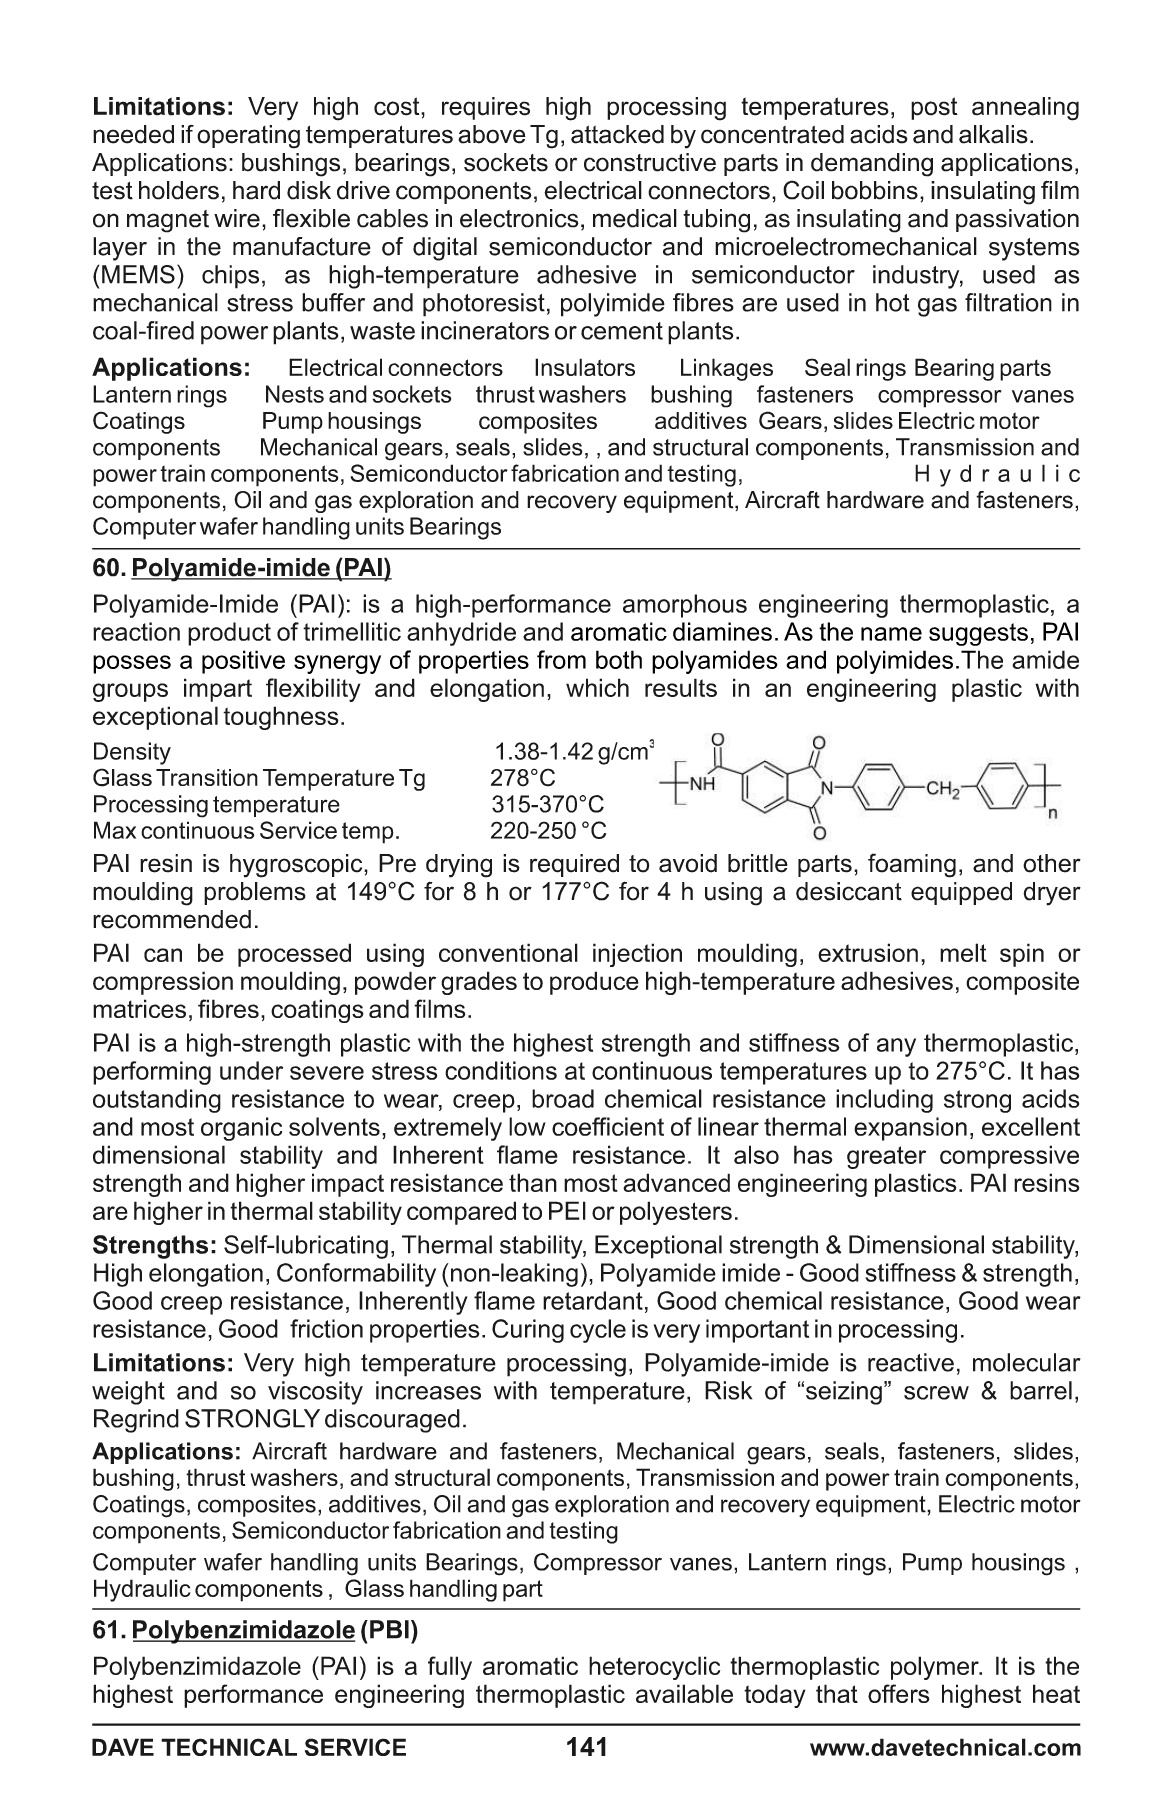 Limitations: Very high cost, requires high processing temperatures, post annealing
needed if operating temperatures above Tg, attacked by concentrated acids and alkalis.
Applications: bushings, bearings, sockets or constructive parts in demanding applications,
test holders, hard disk drive components, electrical connectors, Coil bobbins, insulating film
on magnet wire, flexible cables in electronics, medical tubing, as insulating and passivation
layer in the manufacture of digital semiconductor and microelectromechanical systems
(MEMS) chips, as high-temperature adhesive in semiconductor industry, used as
mechanical stress buffer and photoresist, polyimide fibres are used in hot gas filtration in
coal-fired power plants, waste incinerators or cement plants.
Applications: Electrical connectors Insulators Linkages Seal rings Bearing parts
Lantern rings Nests and sockets thrust washers bushing fasteners compressor vanes
Coatings Pump housings composites additives Gears, slides Electric motor
components Mechanical gears, seals, slides, , and structural components, Transmission and
power train components, Semiconductor fabrication and testing, H y d r a u l i c
components, Oil and gas exploration and recovery equipment, Aircraft hardware and fasteners,
Computer wafer handling units Bearings
60. Polyamide-imide (PAI)
Polyamide-Imide (PAI): is a high-performance amorphous engineering thermoplastic, a
reaction product of trimellitic anhydride and aromatic diamines. As the name suggests, PAI
posses a positive synergy of properties from both polyamides and polyimides.The amide
groups impart flexibility and elongation, which results in an engineering plastic with
exceptional toughness.
Density 1.38-1.42 g/cm³
Glass Transition Temperature Tg 278°C
Processing temperature 315-370°C
Max continuous Service temp. 220-250 °C
O O
NH N CH2
n
O
PAI resin is hygroscopic, Pre drying is required to avoid brittle parts, foaming, and other
moulding problems at 149°C for 8 h or 177°C for 4 h using a desiccant equipped dryer
recommended.
PAI can be processed using conventional injection moulding, extrusion, melt spin or
compression moulding, powder grades to produce high-temperature adhesives, composite
matrices, fibres, coatings and films.
PAI is a high-strength plastic with the highest strength and stiffness of any thermoplastic,
performing under severe stress conditions at continuous temperatures up to 275°C. It has
outstanding resistance to wear, creep, broad chemical resistance including strong acids
and most organic solvents, extremely low coefficient of linear thermal expansion, excellent
dimensional stability and Inherent flame resistance. It also has greater compressive
strength and higher impact resistance than most advanced engineering plastics. PAI resins
are higher in thermal stability compared to PEI or polyesters.
Strengths: Self-lubricating, Thermal stability, Exceptional strength & Dimensional stability,
High elongation, Conformability (non-leaking), Polyamide imide - Good stiffness & strength,
Good creep resistance, Inherently flame retardant, Good chemical resistance, Good wear
resistance, Good friction properties. Curing cycle is very important in processing.
Limitations: Very high temperature processing, Polyamide-imide is reactive, molecular
weight and so viscosity increases with temperature, Risk of “seizing” screw & barrel,
Regrind STRONGLY discouraged.
Applications: Aircraft hardware and fasteners, Mechanical gears, seals, fasteners, slides,
bushing, thrust washers, and structural components, Transmission and power train components,
Coatings, composites, additives, Oil and gas exploration and recovery equipment, Electric motor
components, Semiconductor fabrication and testing
Computer wafer handling units Bearings, Compressor vanes, Lantern rings, Pump housings ,
Hydraulic components , Glass handling part
61. Polybenzimidazole (PBI)
Polybenzimidazole (PAI) is a fully aromatic heterocyclic thermoplastic polymer. It is the
highest performance engineering thermoplastic available today that offers highest heat
DAVE TECHNICAL SERVICE 141 www.davetechnical.com